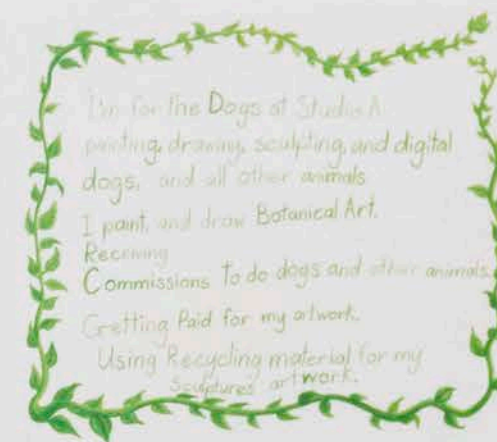 I'm for the Dogs at Studio A
painting, drawing, sculpting, and digital
dogs, and all other animals
I paint, and draw Botanical Art.
Receiving
Commissions to do dogs and other animals.
Getting Paid for my artwork.
Using Recycling material for my
sculptures artwork.